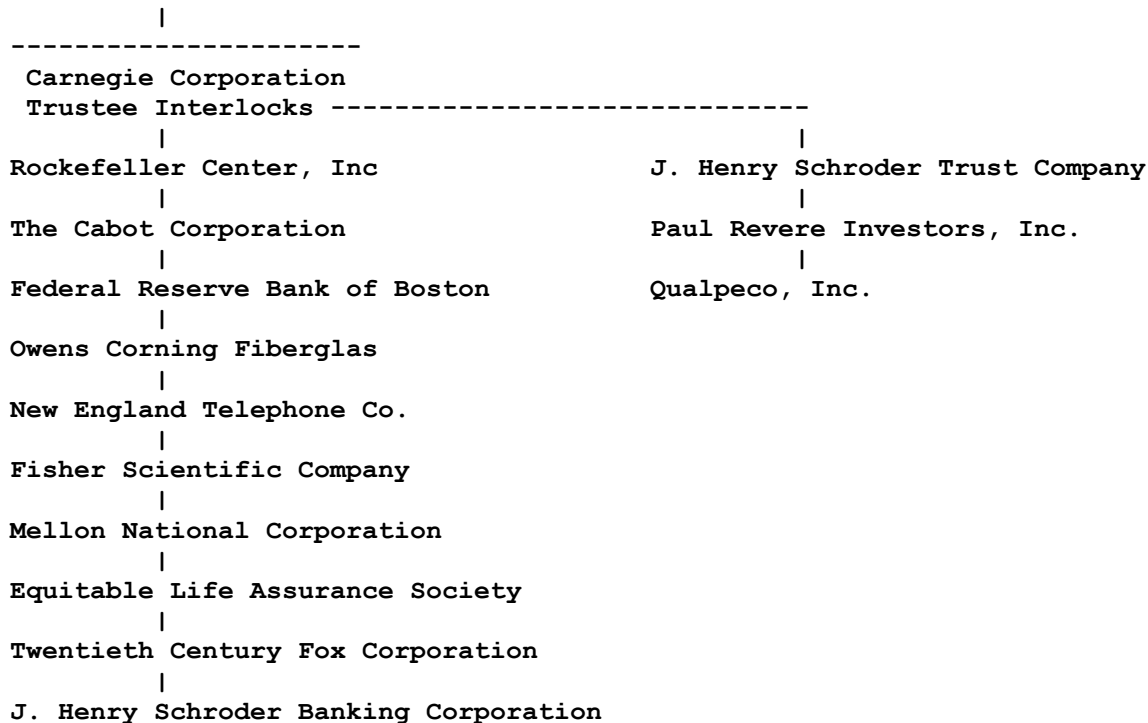 Carnegie Corporation
Trustee Interlocks
Rockefeller Center, Inc J. Henry Schroder Trust Company
The Cabot Corporation Paul Revere Investors, Inc.
Federal Reserve Bank of Boston Qualpeco, Inc.
Owens Corning Fiberglas
New England Telephone Co.
Fisher Scientific Company
Mellon National Corporation
Equitable Life Assurance Society
Twentieth Century Fox Corporation
J. Henry Schroder Banking Corporation